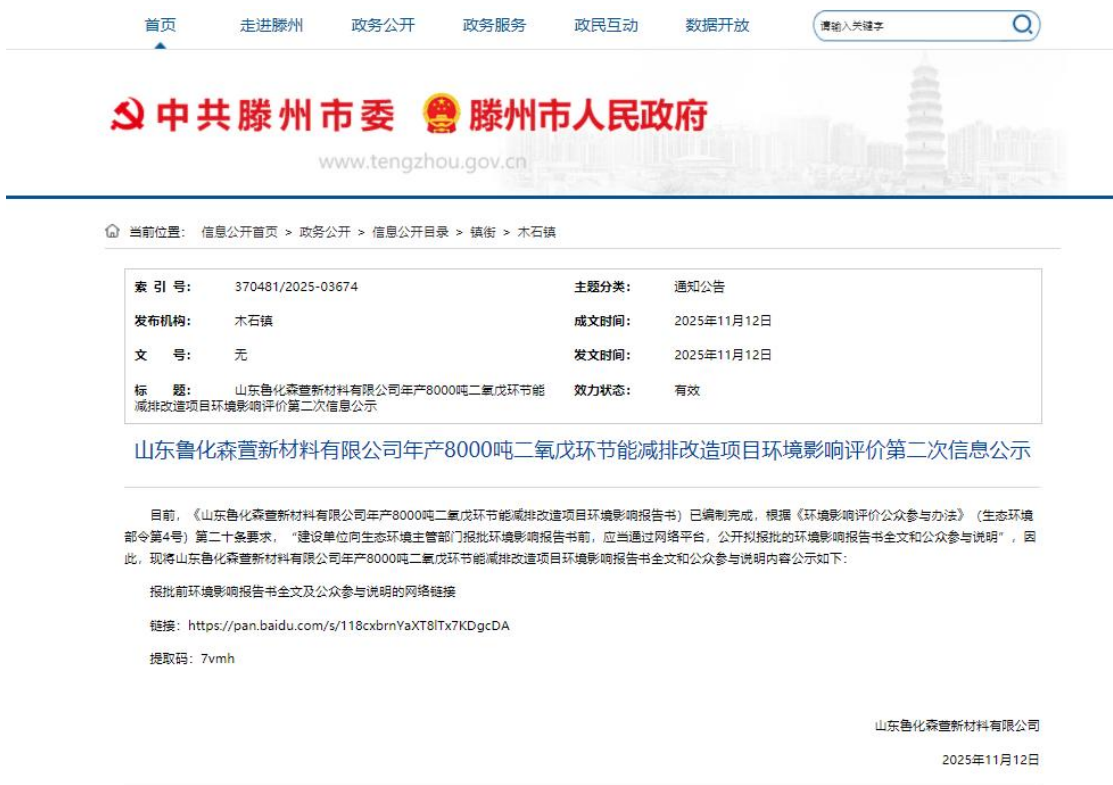 首页 走进滕州 政务公开 政务服务 政民互动 数据开放 请输入关键字
中共滕州市委 滕州市人民政府
www.tengzhou.gov.cn
当前位置： 信息公开首页 > 政务公开 > 信息公开目录 > 镇街 > 木石镇
索 引 号： 370481/2025-03674 主题分类： 通知公告
发布机构： 木石镇 成文时间： 2025年11月12日
文 号： 无 发文时间： 2025年11月12日
标 题： 山东鲁化森萱新材料有限公司年产8000吨二氧戊环节能 效力状态： 有效
减排改造项目环境影响评价第二次信息公示
山东鲁化森萱新材料有限公司年产8000吨二氧戊环节能减排改造项目环境影响评价第二次信息公示
目前，《山东鲁化森萱新材料有限公司年产8000吨二氧戊环节能减排改造项目环境影响报告书）已编制完成，根据《环境影响评价公众参与办法》（生态环境
部令第4号）第二十条要求，“建设单位向生态环境主管部门报批环境影响报告书前，应当通过网络平台，公开拟报批的环境影响报告书全文和公众参与说明”，因
此，现将山东鲁化森萱新材料有限公司年产8000吨二氧戊环节能减排改造项目环境影响报告书全文和公众参与说明内容公示如下：
报批前环境影响报告书全文及公众参与说明的网络链接
链接：https://pan.baidu.com/s/118cxbrnYaXT8lTx7KDgcDA
提取码：7vmh
山东鲁化森萱新材料有限公司
2025年11月12日